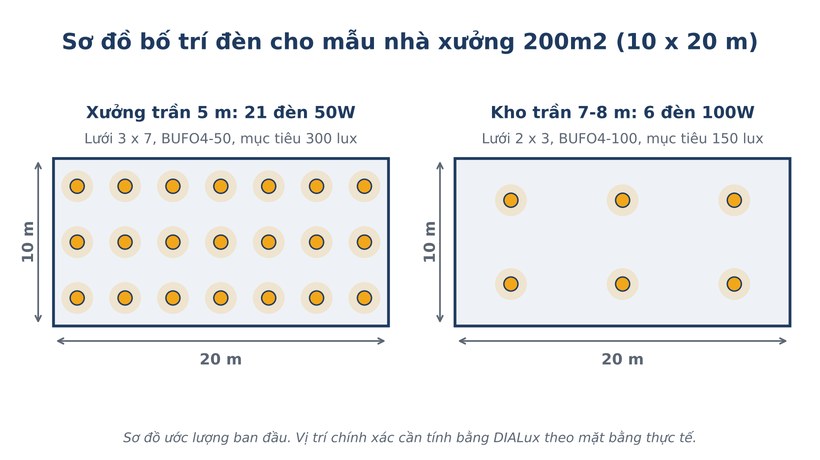 Sơ đồ bố trí đèn cho mẫu nhà xưởng 200m2 (10 x 20 m)
Xưởng trần 5 m: 21 đèn 50W
Lưới 3 x 7, BUFO4-50, mục tiêu 300 lux
10 m
20 m
Kho trần 7-8 m: 6 đèn 100W
Lưới 2 x 3, BUFO4-100, mục tiêu 150 lux
10 m
20 m
Sơ đồ ước lượng ban đầu. Vị trí chính xác cần tính bằng DIALux theo mặt bằng thực tế.